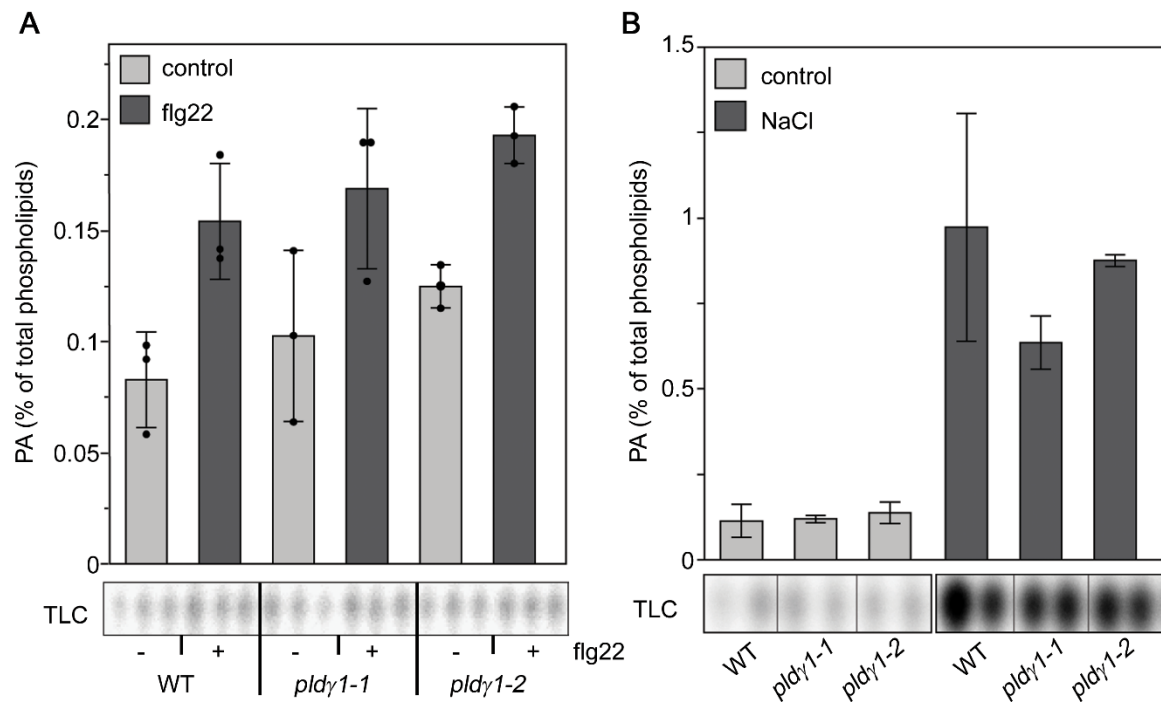 A
control
flg22
PA (% of total phospholipids)
0.2
0.15
0.1
0.05
0
TLC
- + - + - + flg22
WT pldγ1-1 pldγ1-2
B
control
NaCl
PA (% of total phospholipids)
1.5
1
0.5
0
TLC
WT pldγ1-1 pldγ1-2 WT pldγ1-1 pldγ1-2